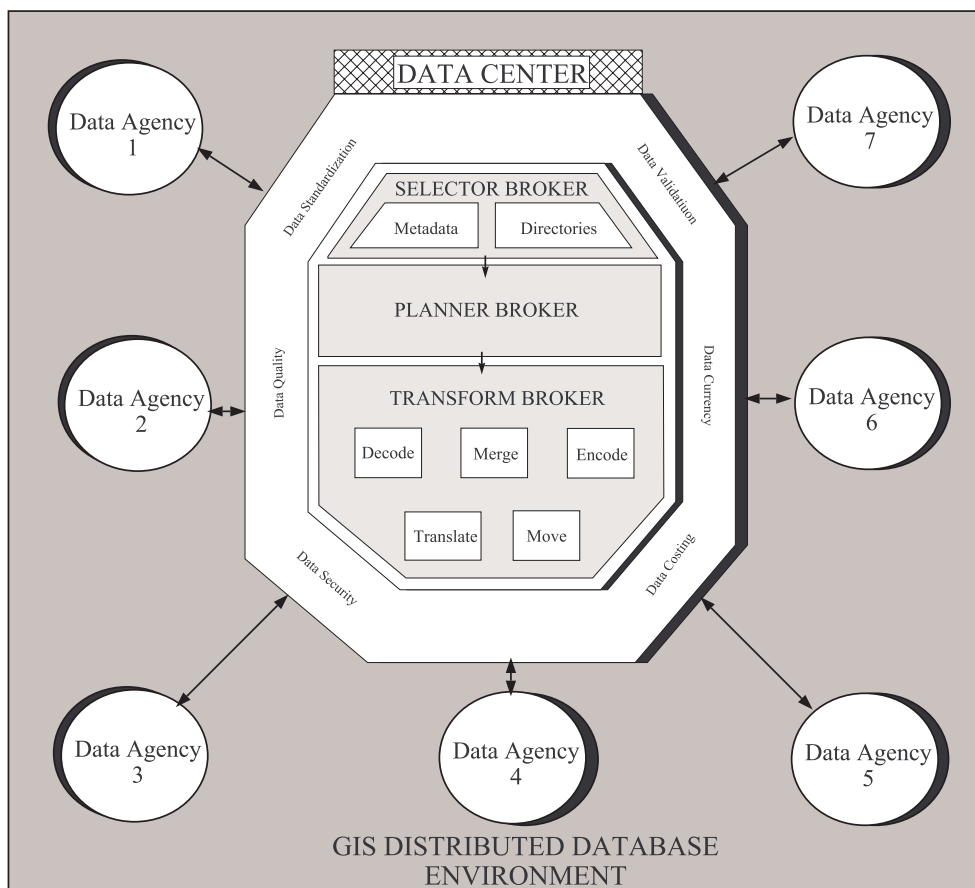 DATA CENTER
Data Agency
1
Data Agency
7
Data Standardization
Data Validatiuon
SELECTOR BROKER
Metadata
Directories
PLANNER BROKER
Data Agency
2
Data Quality
Data Currency
Data Agency
6
TRANSFORM BROKER
Decode
Merge
Encode
Translate
Move
Data Security
Data Costing
Data Agency
3
Data Agency
4
Data Agency
5
GIS DISTRIBUTED DATABASE
ENVIRONMENT